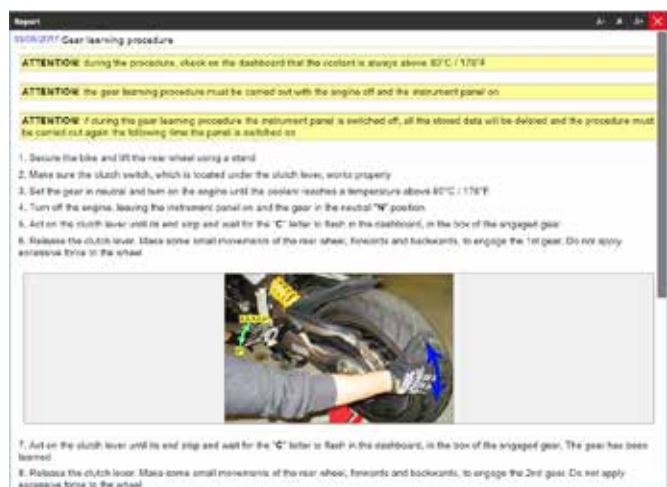 Report
A- A A+
Gear learning procedure
ATTENTION: during the procedure, check on the dashboard that the coolant is always above 80°C / 176°F
ATTENTION: the gear learning procedure must be carried out with the engine off and the instrument panel on
ATTENTION: if during the gear learning procedure the instrument panel is switched off, all the stored data will be deleted and the procedure must
be carried out again the following time the panel is switched on
1. Secure the bike and lift the rear wheel using a stand
2. Make sure the clutch switch, which is located under the clutch lever, works properly
3. Set the gear in neutral and turn on the engine until the coolant reaches a temperature above 80°C / 176°F
4. Turn off the engine, leaving the instrument panel on and the gear in the neutral "N" position
5. Act on the clutch lever until its end stop and wait for the "C" letter to flash in the dashboard, in the box of the engaged gear
6. Release the clutch lever. Make some small movements of the rear wheel, forwards and backwards, to engage the 1st gear. Do not apply
excessive force to the wheel
7. Act on the clutch lever until its end stop and wait for the "C" letter to flash in the dashboard, in the box of the engaged gear. The gear has been
learned
8. Release the clutch lever. Make some small movements of the rear wheel, forwards and backwards, to engage the 2nd gear. Do not apply
excessive force to the wheel